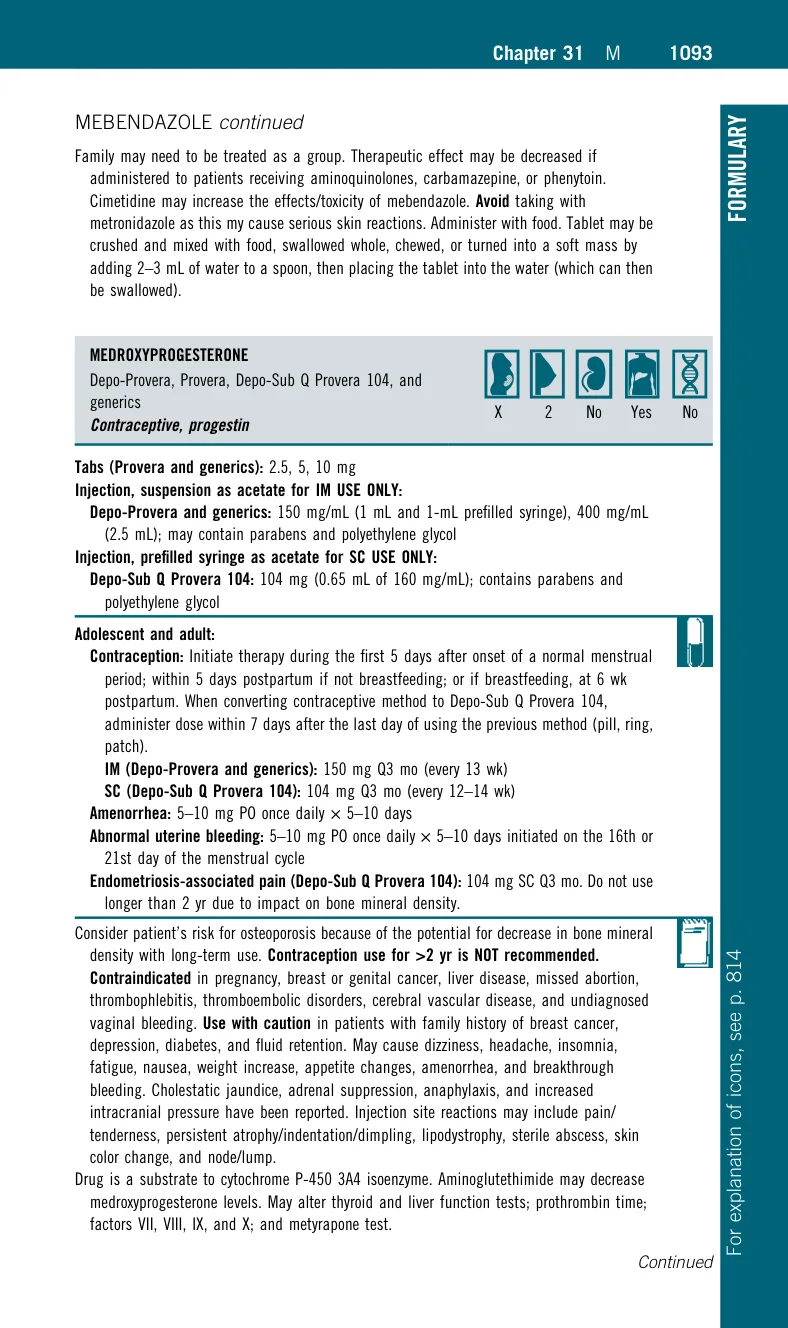 Chapter 31 M 1093
MEBENDAZOLE continued
Family may need to be treated as a group. Therapeutic effect may be decreased if
administered to patients receiving aminoquinolones, carbamazepine, or phenytoin.
Cimetidine may increase the effects/toxicity of mebendazole. Avoid taking with
metronidazole as this my cause serious skin reactions. Administer with food. Tablet may be
crushed and mixed with food, swallowed whole, chewed, or turned into a soft mass by
adding 2–3 mL of water to a spoon, then placing the tablet into the water (which can then
be swallowed).
MEDROXYPROGESTERONE
Depo-Provera, Provera, Depo-Sub Q Provera 104, and
generics
Contraceptive, progestin
X 2 No Yes No
Tabs (Provera and generics): 2.5, 5, 10 mg
Injection, suspension as acetate for IM USE ONLY:
Depo-Provera and generics: 150 mg/mL (1 mL and 1-mL prefilled syringe), 400 mg/mL
(2.5 mL); may contain parabens and polyethylene glycol
Injection, prefilled syringe as acetate for SC USE ONLY:
Depo-Sub Q Provera 104: 104 mg (0.65 mL of 160 mg/mL); contains parabens and
polyethylene glycol
Adolescent and adult:
Contraception: Initiate therapy during the first 5 days after onset of a normal menstrual
period; within 5 days postpartum if not breastfeeding; or if breastfeeding, at 6 wk
postpartum. When converting contraceptive method to Depo-Sub Q Provera 104,
administer dose within 7 days after the last day of using the previous method (pill, ring,
patch).
IM (Depo-Provera and generics): 150 mg Q3 mo (every 13 wk)
SC (Depo-Sub Q Provera 104): 104 mg Q3 mo (every 12–14 wk)
Amenorrhea: 5–10 mg PO once daily × 5–10 days
Abnormal uterine bleeding: 5–10 mg PO once daily × 5–10 days initiated on the 16th or
21st day of the menstrual cycle
Endometriosis-associated pain (Depo-Sub Q Provera 104): 104 mg SC Q3 mo. Do not use
longer than 2 yr due to impact on bone mineral density.
Consider patient's risk for osteoporosis because of the potential for decrease in bone mineral
density with long-term use. Contraception use for >2 yr is NOT recommended.
Contraindicated in pregnancy, breast or genital cancer, liver disease, missed abortion,
thrombophlebitis, thromboembolic disorders, cerebral vascular disease, and undiagnosed
vaginal bleeding. Use with caution in patients with family history of breast cancer,
depression, diabetes, and fluid retention. May cause dizziness, headache, insomnia,
fatigue, nausea, weight increase, appetite changes, amenorrhea, and breakthrough
bleeding. Cholestatic jaundice, adrenal suppression, anaphylaxis, and increased
intracranial pressure have been reported. Injection site reactions may include pain/
tenderness, persistent atrophy/indentation/dimpling, lipodystrophy, sterile abscess, skin
color change, and node/lump.
Drug is a substrate to cytochrome P-450 3A4 isoenzyme. Aminoglutethimide may decrease
medroxyprogesterone levels. May alter thyroid and liver function tests; prothrombin time;
factors VII, VIII, IX, and X; and metyrapone test.
Continued
FORMULARY
For explanation of icons, see p. 814